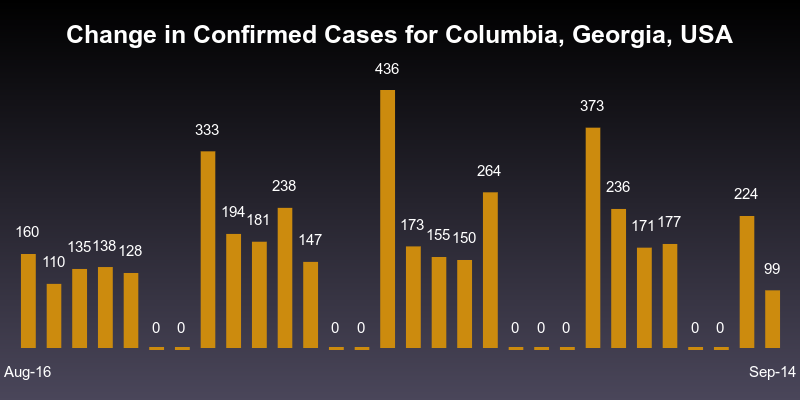 Change in Confirmed Cases for Columbia, Georgia, USA
160 110 135 138 128 0 0 333 194 181 238 147 0 0 436 173 155 150 264 0 0 0 373 236 171 177 0 0 224 99
Aug-16 Sep-14